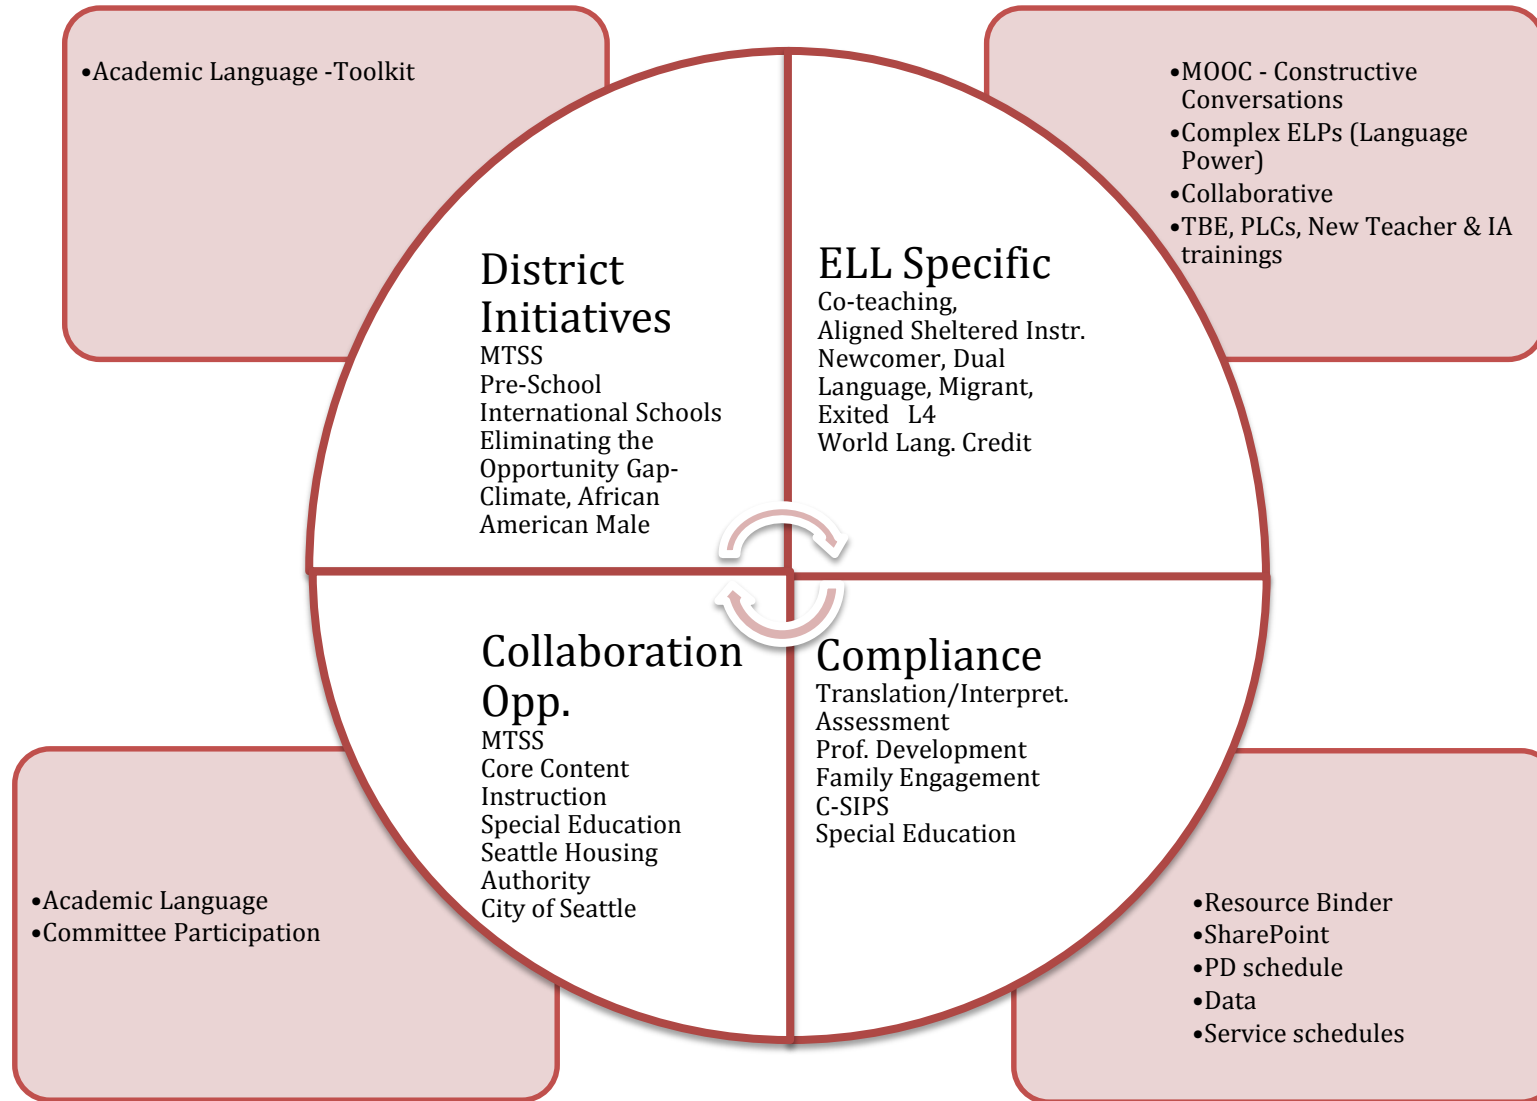 •Academic Language -Toolkit
•MOOC - Constructive
Conversations
•Complex ELPs (Language
Power)
•Collaborative
•TBE, PLCs, New Teacher & IA
trainings
District
Initiatives
MTSS
Pre-School
International Schools
Eliminating the
Opportunity Gap-
Climate, African
American Male
ELL Specific
Co-teaching,
Aligned Sheltered Instr.
Newcomer, Dual
Language, Migrant,
Exited L4
World Lang. Credit
Collaboration
Opp.
MTSS
Core Content
Instruction
Special Education
Seattle Housing
Authority
City of Seattle
Compliance
Translation/Interpret.
Assessment
Prof. Development
Family Engagement
C-SIPS
Special Education
•Academic Language
•Committee Participation
•Resource Binder
•SharePoint
•PD schedule
•Data
•Service schedules